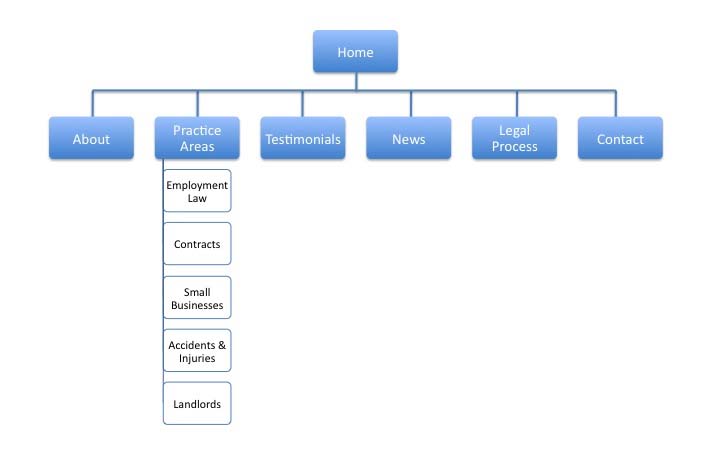 Home
About
Practice
Areas
Testimonials
News
Legal
Process
Contact
Employment
Law
Contracts
Small
Businesses
Accidents &
Injuries
Landlords